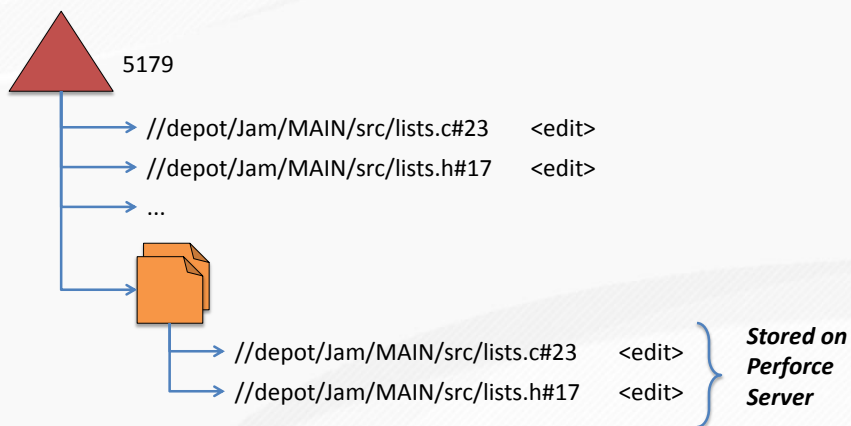 5179
//depot/Jam/MAIN/src/lists.c#23 <edit>
//depot/Jam/MAIN/src/lists.h#17 <edit>
...
//depot/Jam/MAIN/src/lists.c#23 <edit>
//depot/Jam/MAIN/src/lists.h#17 <edit>
Stored on
Perforce
Server